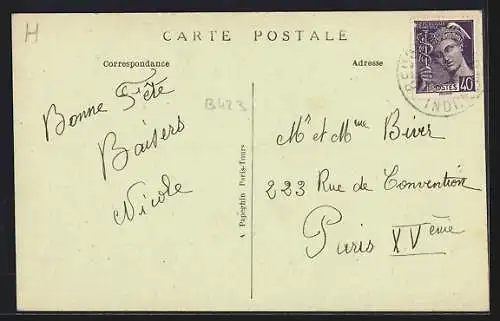 H
CARTE POSTALE
Correspondance
Adresse
POSTES 40
INDRE
Bonne Fête
Baisers
Nicole
B423
A Papeghin Paris-Tours
Mr et Mme Biver
223 Rue de Convention
Paris XVème